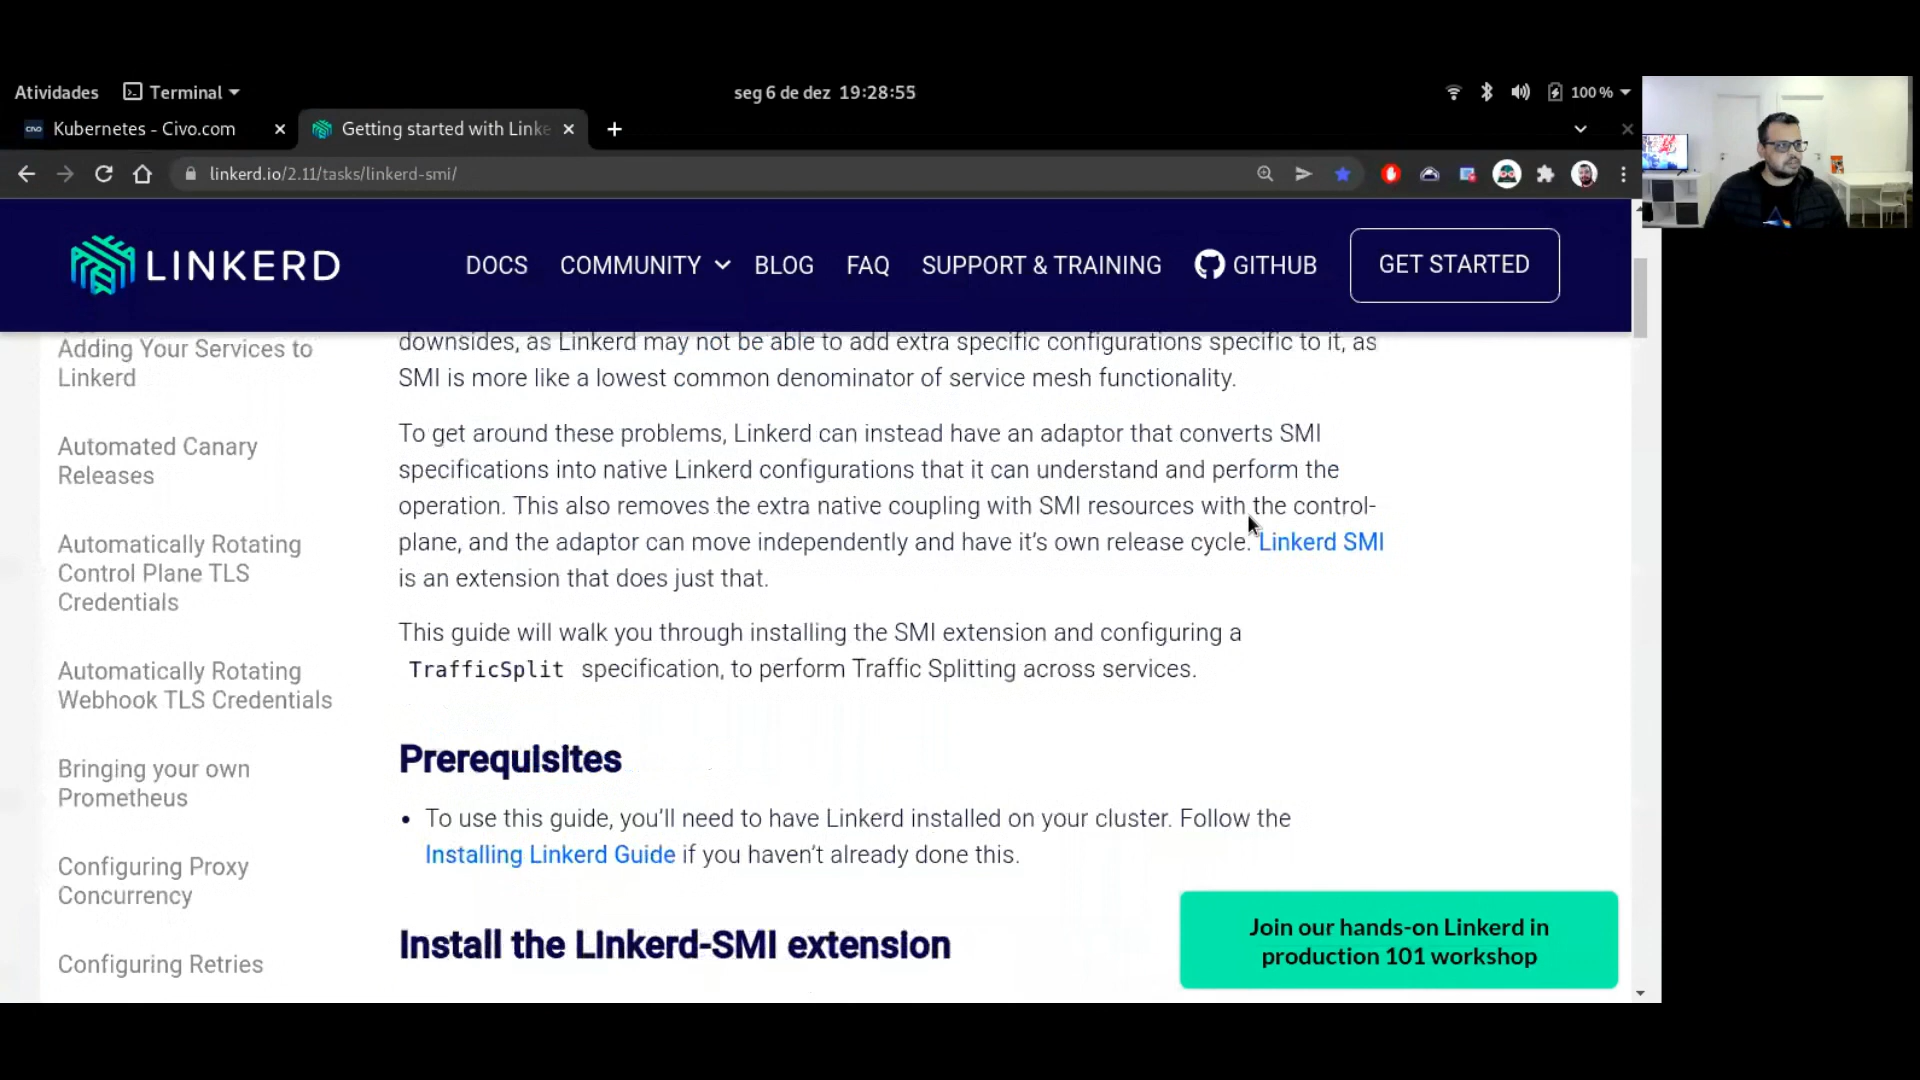 Atividades Terminal seg 6 de dez 19:28:55 100 %
Kubernetes - Civo.com Getting started with Linke
linkerd.io/2.11/tasks/linkerd-smi/
LINKERD DOCS COMMUNITY BLOG FAQ SUPPORT & TRAINING GITHUB GET STARTED
Adding Your Services to
Linkerd
Automated Canary
Releases
Automatically Rotating
Control Plane TLS
Credentials
Automatically Rotating
Webhook TLS Credentials
Bringing your own
Prometheus
Configuring Proxy
Concurrency
Configuring Retries
downsides, as Linkerd may not be able to add extra specific configurations specific to it, as
SMI is more like a lowest common denominator of service mesh functionality.
To get around these problems, Linkerd can instead have an adaptor that converts SMI
specifications into native Linkerd configurations that it can understand and perform the
operation. This also removes the extra native coupling with SMI resources with the control-
plane, and the adaptor can move independently and have it's own release cycle. Linkerd SMI
is an extension that does just that.
This guide will walk you through installing the SMI extension and configuring a
TrafficSplit specification, to perform Traffic Splitting across services.
Prerequisites
• To use this guide, you'll need to have Linkerd installed on your cluster. Follow the
Installing Linkerd Guide if you haven't already done this.
Install the Linkerd-SMI extension
Join our hands-on Linkerd in
production 101 workshop